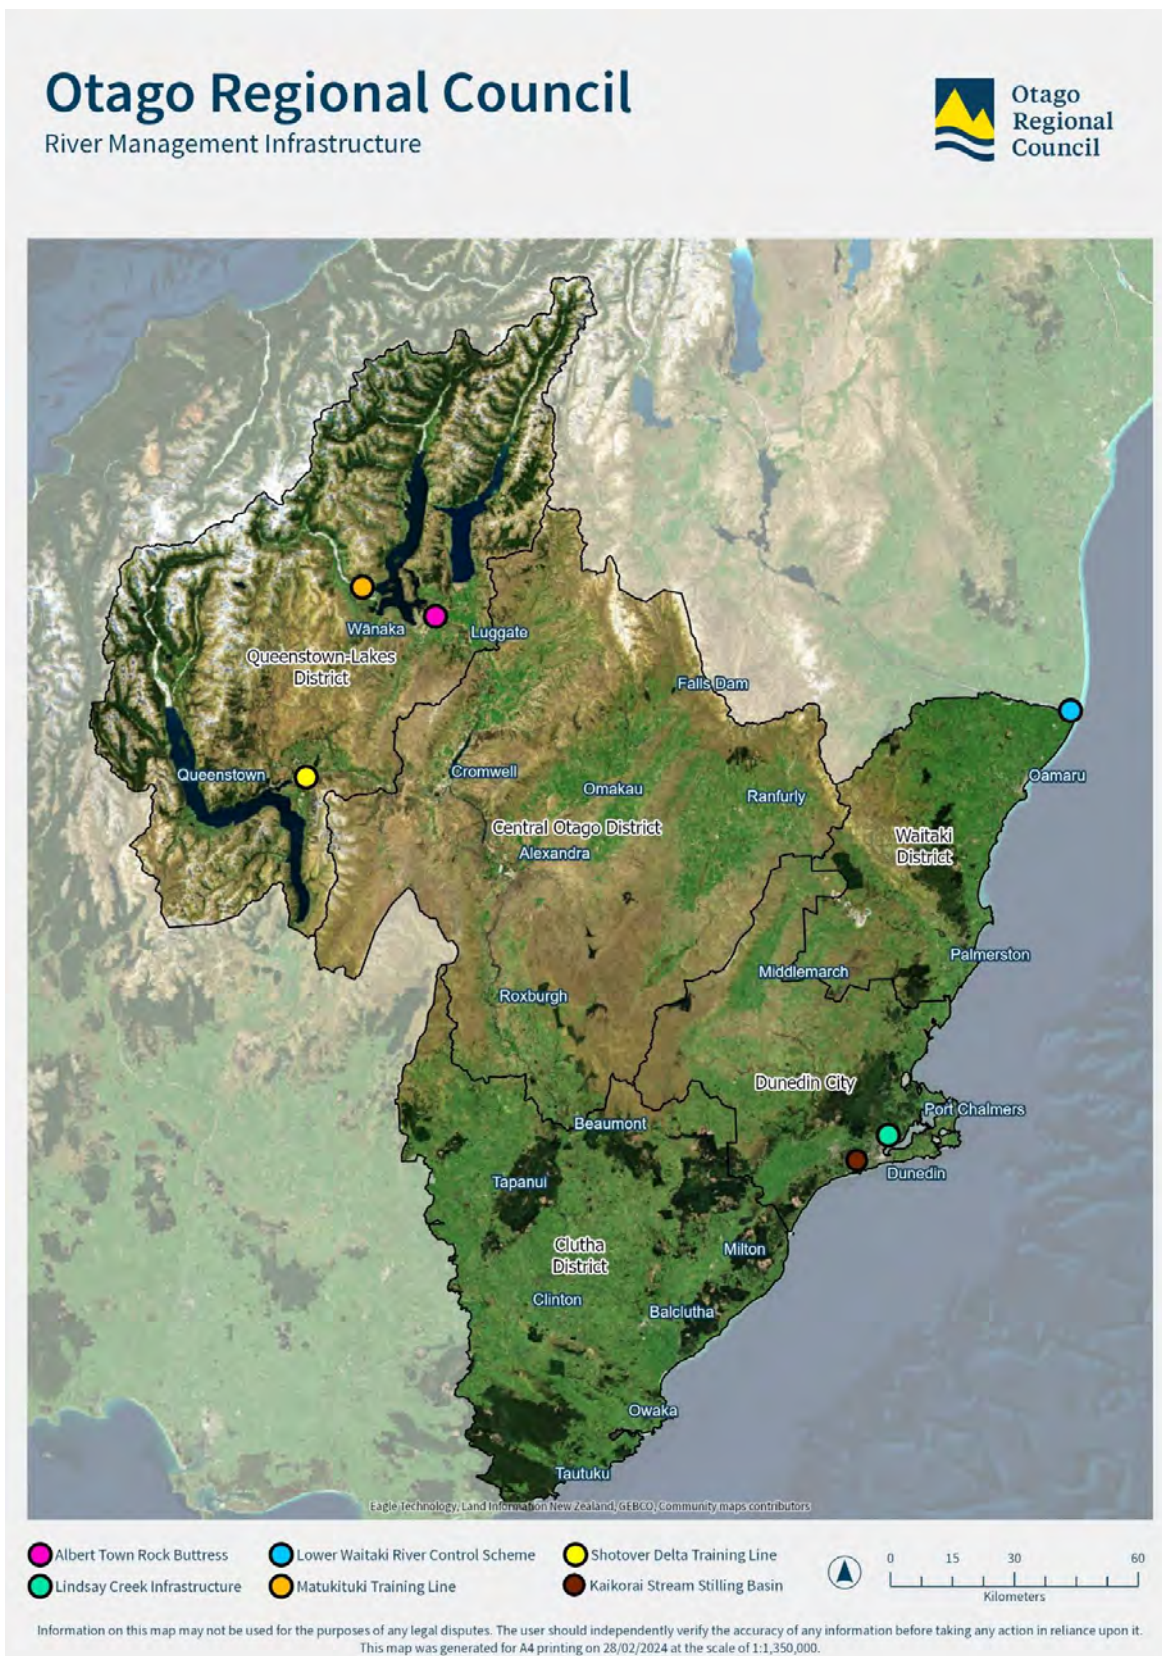 Otago Regional Council
River Management Infrastructure
Otago
Regional
Council
Wānaka
Luggate
Queenstown-Lakes
District
Falls Dam
Queenstown
Cromwell
Omakau
Ranfurly
Oamaru
Central Otago District
Waitaki
District
Alexandra
Palmerston
Middlemarch
Roxburgh
Dunedin City
Port Chalmers
Beaumont
Dunedin
Tapanui
Clutha
District
Milton
Clinton
Balclutha
Owaka
Tautuku
Eagle Technology, Land Information New Zealand, GEBCO, Community maps contributors
Albert Town Rock Buttress
Lower Waitaki River Control Scheme
Shotover Delta Training Line
Lindsay Creek Infrastructure
Matukituki Training Line
Kaikorai Stream Stilling Basin
0 15 30 60
Kilometers
Information on this map may not be used for the purposes of any legal disputes. The user should independently verify the accuracy of any information before taking any action in reliance upon it.
This map was generated for A4 printing on 28/02/2024 at the scale of 1:1,350,000.